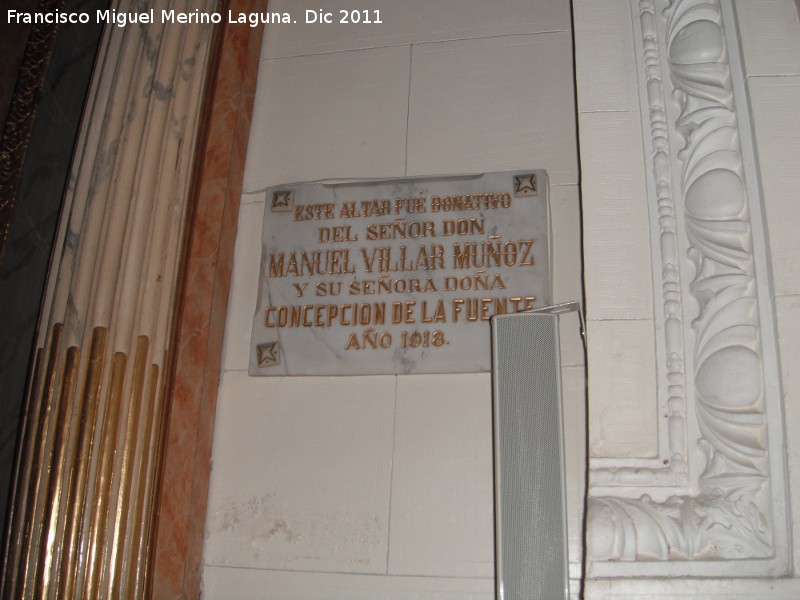 Francisco Miguel Merino Laguna. Dic 2011
ESTE ALTAR FUE DONATIVO
DEL SEÑOR DON
MANUEL VILLAR MUÑOZ
Y SU SEÑORA DOÑA
CONCEPCION DE LA FUENTE
AÑO 1918.